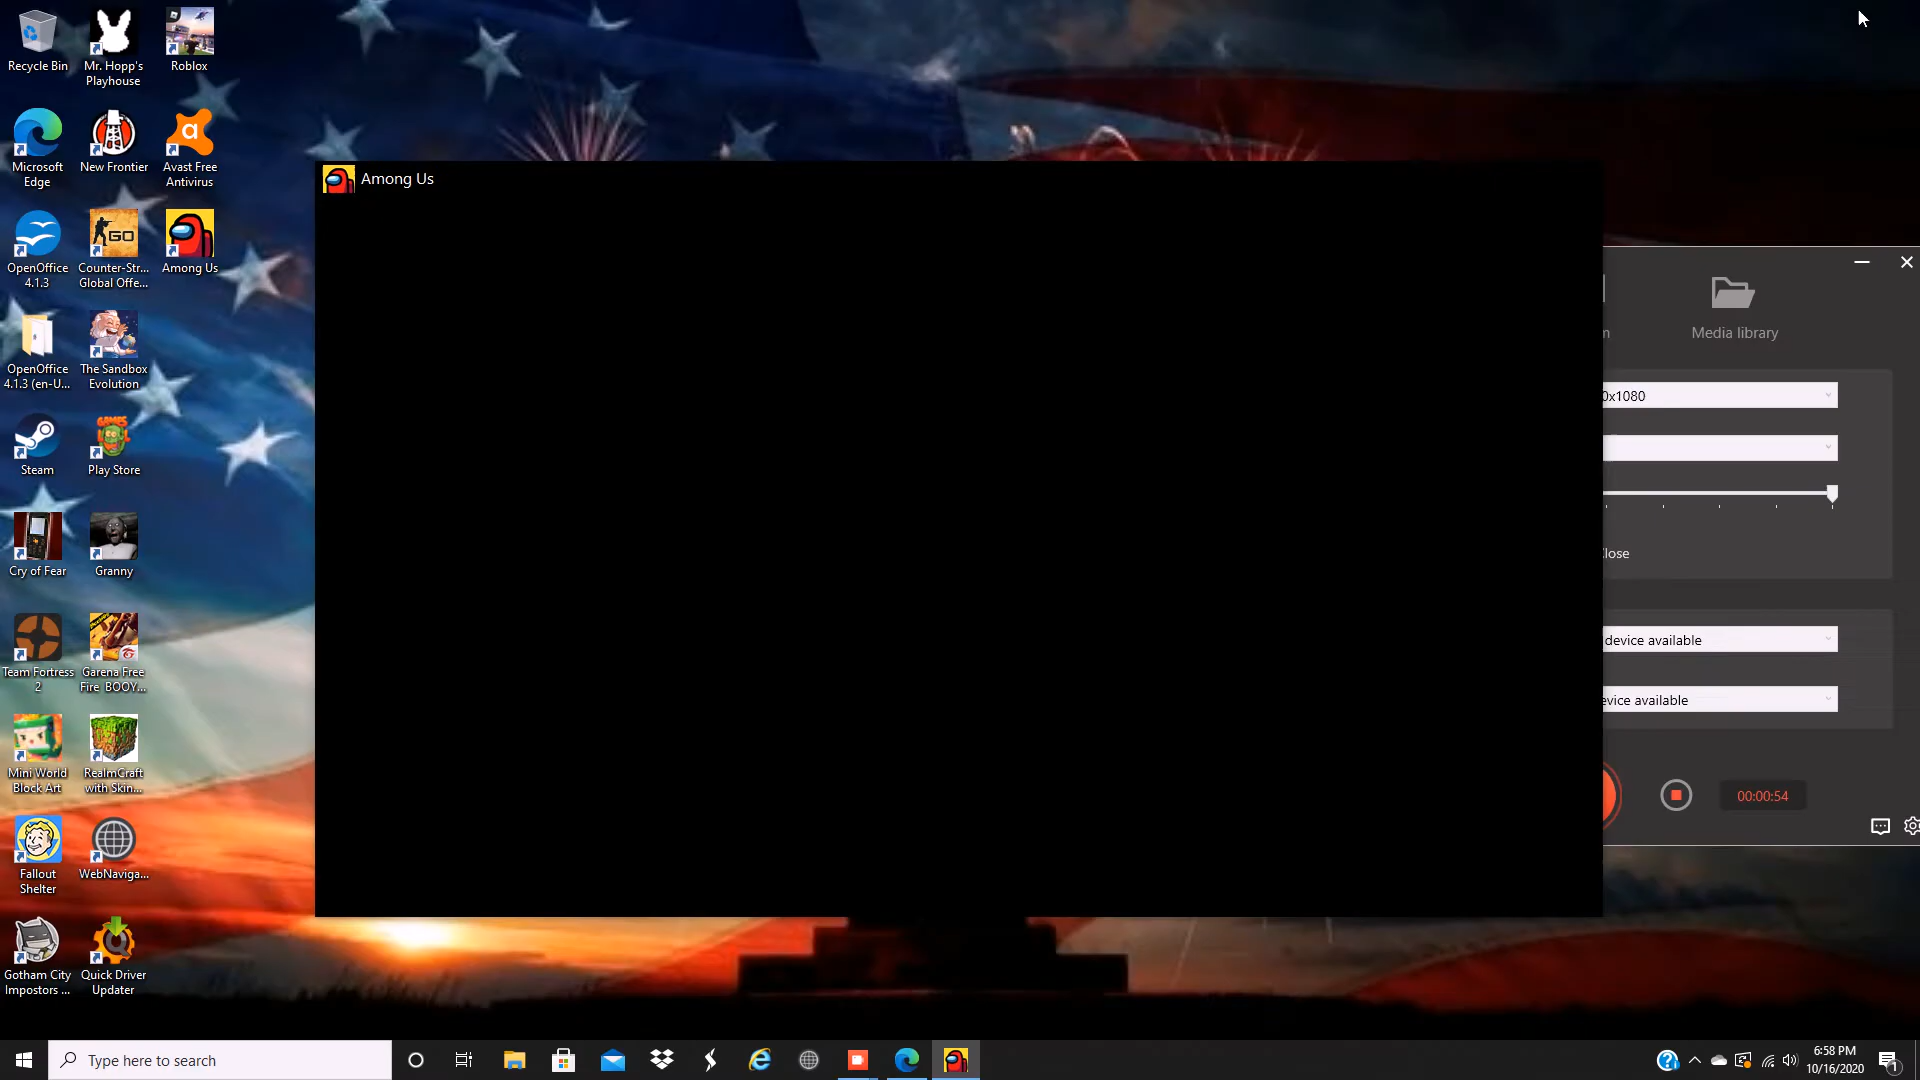 Recycle Bin
Mr. Hopp's
Playhouse
Roblox
Microsoft
Edge
New Frontier
Avast Free
Antivirus
OpenOffice
4.1.3
Counter-Str...
Global Offe...
Among Us
OpenOffice
4.1.3 (en-U...
The Sandbox
Evolution
Steam
Play Store
Cry of Fear
Granny
Team Fortress
2
Garena Free
Fire BOOY...
Mini World
Block Art
RealmCraft
with Skin...
Fallout
Shelter
WebNaviga...
Gotham City
Impostors ...
Quick Driver
Updater
Among Us
Media library
0x1080
device available
evice available
00:00:54
Type here to search
6:58 PM
10/16/2020
1
GO